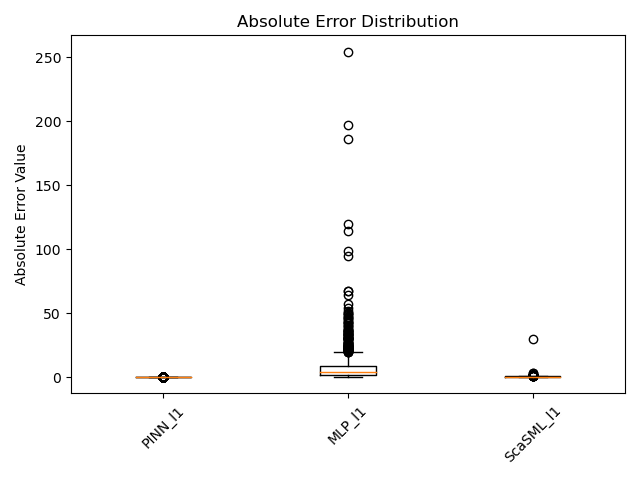 Absolute Error Distribution
Absolute Error Value
250
200
150
100
50
0
PINN_l1
MLP_l1
ScaSML_l1